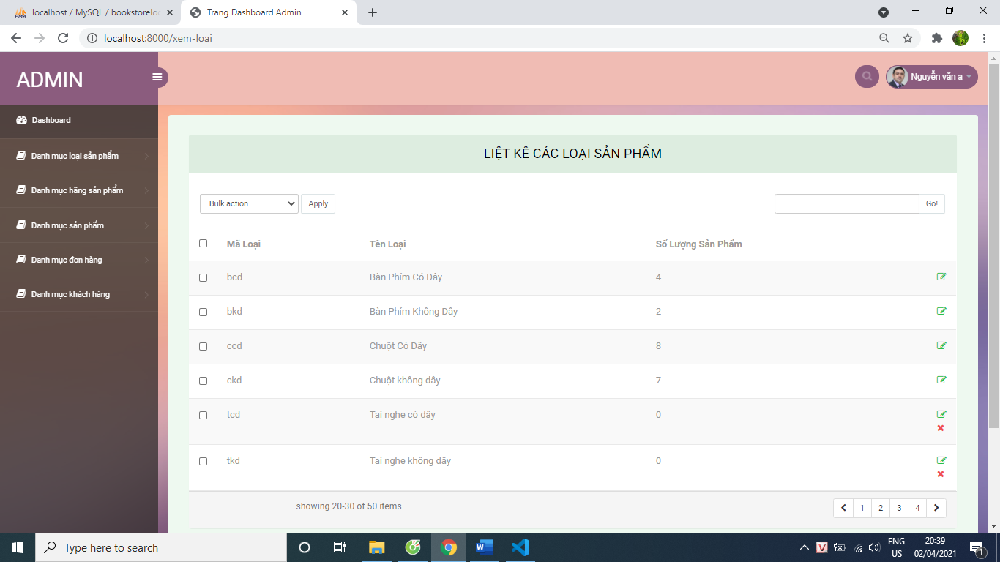 localhost / MySQL / bookstorelo
Trang Dashboard Admin
localhost:8000/xem-loai
ADMIN
Nguyễn văn a
Dashboard
Danh mục loại sản phẩm
Danh mục hãng sản phẩm
Danh mục sản phẩm
Danh mục đơn hàng
Danh mục khách hàng
LIỆT KÊ CÁC LOẠI SẢN PHẨM
Bulk action Apply Go!
Mã Loại Tên Loại Số Lượng Sản Phẩm
bcd Bàn Phím Có Dây 4
bkd Bàn Phím Không Dây 2
ccd Chuột Có Dây 8
ckd Chuột không dây 7
tcd Tai nghe có dây 0
tkd Tai nghe không dây 0
showing 20-30 of 50 items 1 2 3 4
Type here to search
ENG
US
20:39
02/04/2021
1